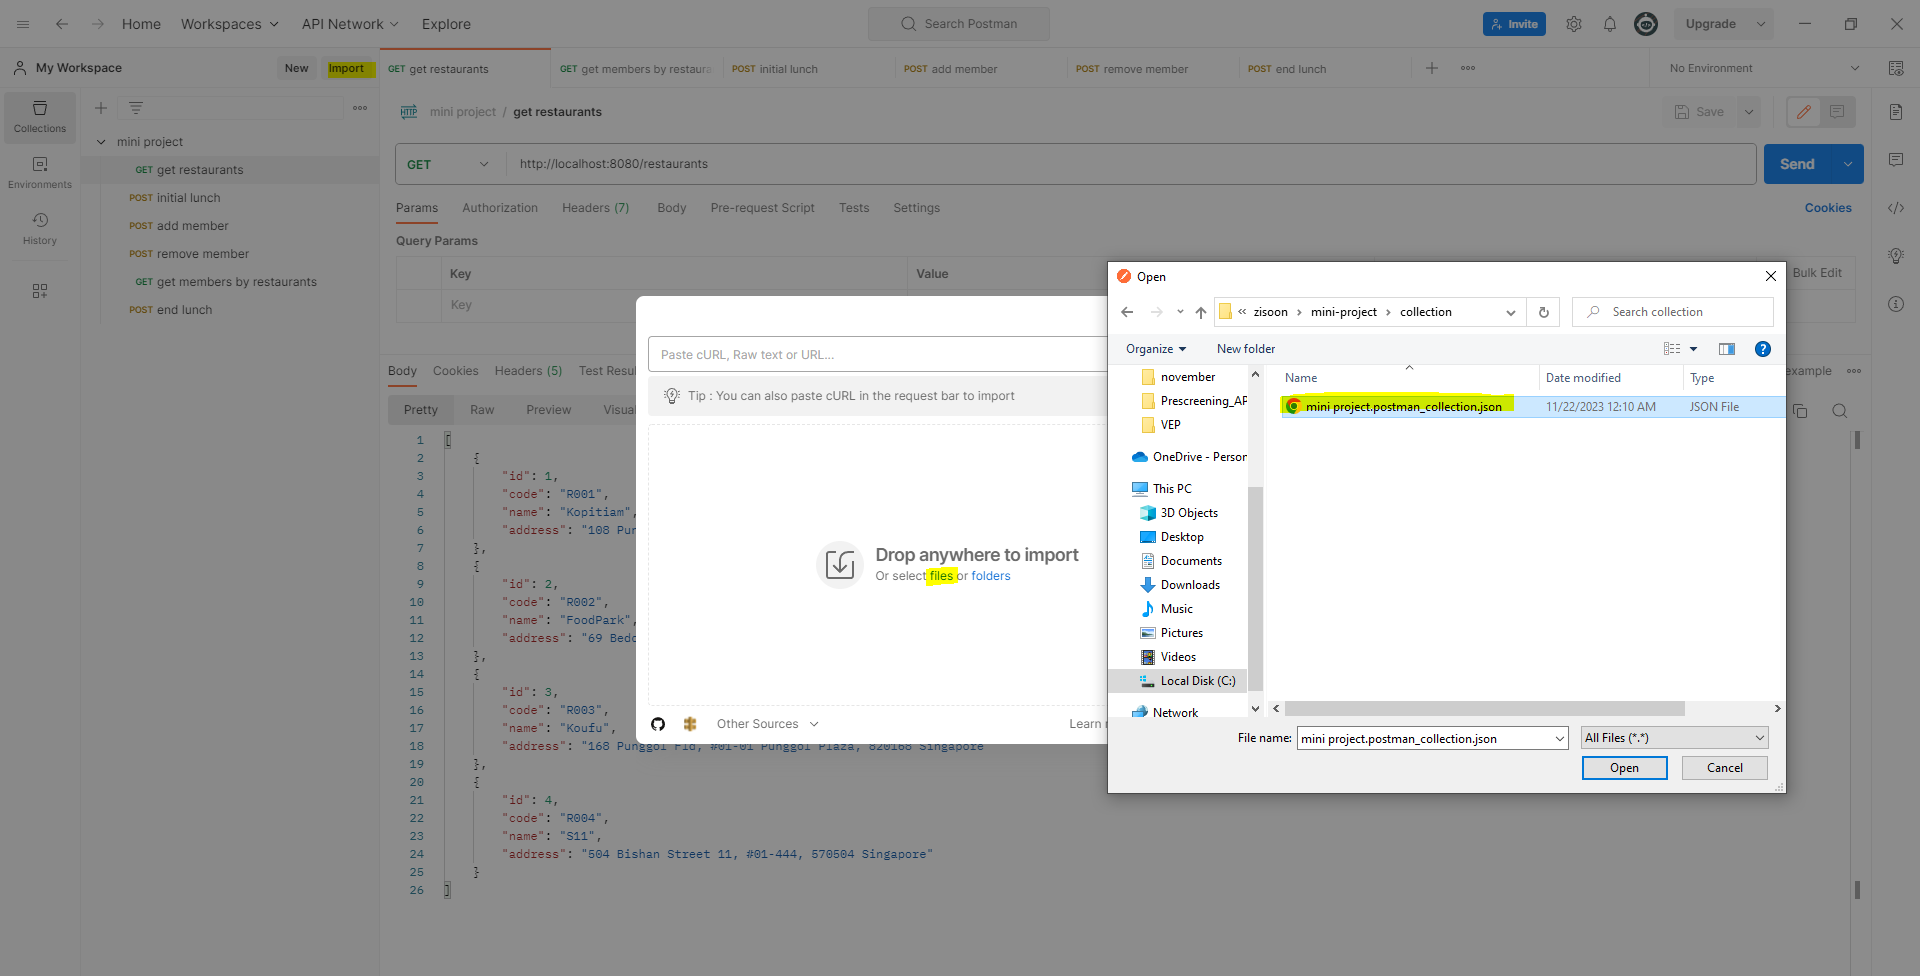 Home Workspaces API Network Explore Search Postman Invite Upgrade
My Workspace New Import
GET get restaurants GET get members by restaura POST initial lunch POST add member POST remove member POST end lunch No Environment
Collections
Environments
History
mini project
GET get restaurants
POST initial lunch
POST add member
POST remove member
GET get members by restaurants
POST end lunch
HTTP mini project / get restaurants Save
GET http://localhost:8080/restaurants Send
Params Authorization Headers (7) Body Pre-request Script Tests Settings Cookies
Query Params
Key Value Bulk Edit
Key
Body Cookies Headers (5) Test Resu example
Pretty Raw Preview Visua
1 [
2 {
3 "id": 1,
4 "code": "R001",
5 "name": "Kopitiam",
6 "address": "108 Pun
7 },
8 {
9 "id": 2,
10 "code": "R002",
11 "name": "FoodPark",
12 "address": "69 Bedo
13 },
14 {
15 "id": 3,
16 "code": "R003",
17 "name": "Koufu",
18 "address": "168 Punggol Fld, #01-01 Punggol Plaza, 820168 Singapore
19 },
20 {
21 "id": 4,
22 "code": "R004",
23 "name": "S11",
24 "address": "504 Bishan Street 11, #01-444, 570504 Singapore"
25 }
26 ]
Paste cURL, Raw text or URL...
Tip : You can also paste cURL in the request bar to import
Drop anywhere to import
Or select files or folders
Other Sources Learn
Open
« zisoon > mini-project > collection Search collection
Organize New folder
november
Prescreening_AP
VEP
OneDrive - Person
This PC
3D Objects
Desktop
Documents
Downloads
Music
Pictures
Videos
Local Disk (C:)
Network
Name Date modified Type
mini project.postman_collection.json 11/22/2023 12:10 AM JSON File
File name: mini project.postman_collection.json All Files (*.*)
Open Cancel